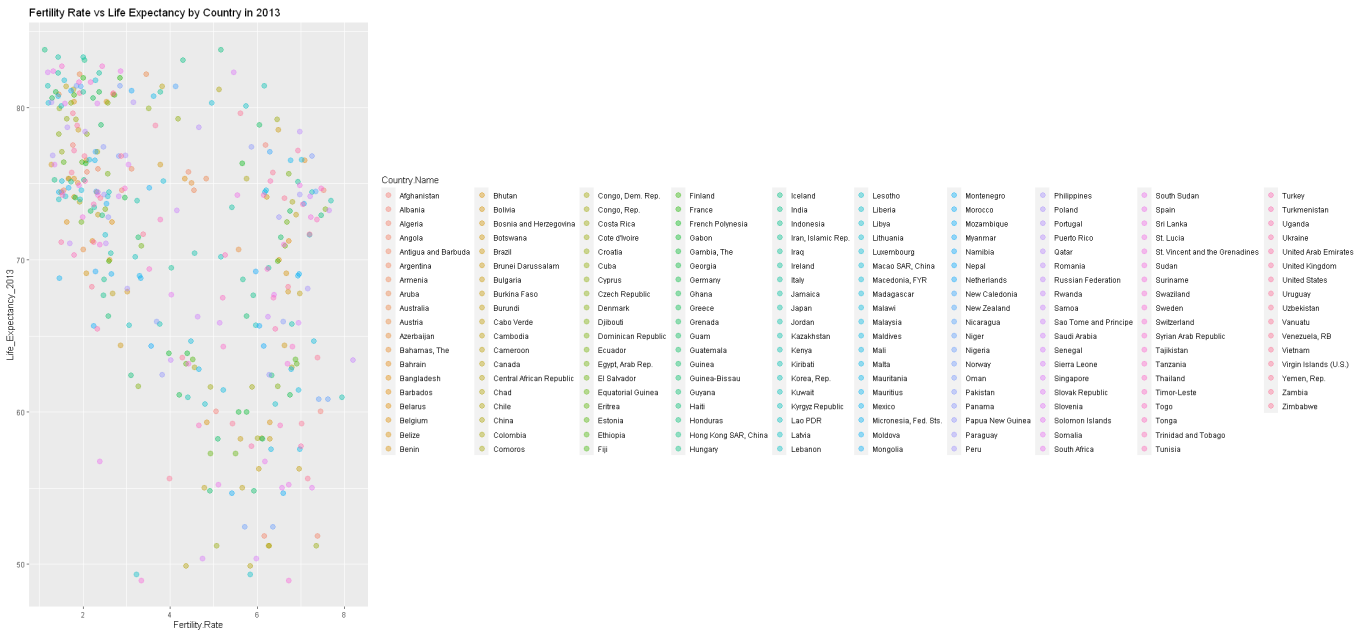 Fertility Rate vs Life Expectancy by Country in 2013
Life_Expectancy_2013
80
70
60
50
2
4
6
8
Fertility.Rate
Country.Name
Afghanistan
Albania
Algeria
Angola
Antigua and Barbuda
Argentina
Armenia
Aruba
Australia
Austria
Azerbaijan
Bahamas, The
Bahrain
Bangladesh
Barbados
Belarus
Belgium
Belize
Benin
Bhutan
Bolivia
Bosnia and Herzegovina
Botswana
Brazil
Brunei Darussalam
Bulgaria
Burkina Faso
Burundi
Cabo Verde
Cambodia
Cameroon
Canada
Central African Republic
Chad
Chile
China
Colombia
Comoros
Congo, Dem. Rep.
Congo, Rep.
Costa Rica
Cote d'Ivoire
Croatia
Cuba
Cyprus
Czech Republic
Denmark
Djibouti
Dominican Republic
Ecuador
Egypt, Arab Rep.
El Salvador
Equatorial Guinea
Eritrea
Estonia
Ethiopia
Fiji
Finland
France
French Polynesia
Gabon
Gambia, The
Georgia
Germany
Ghana
Greece
Grenada
Guam
Guatemala
Guinea
Guinea-Bissau
Guyana
Haiti
Honduras
Hong Kong SAR, China
Hungary
Iceland
India
Indonesia
Iran, Islamic Rep.
Iraq
Ireland
Italy
Jamaica
Japan
Jordan
Kazakhstan
Kenya
Kiribati
Korea, Rep.
Kuwait
Kyrgyz Republic
Lao PDR
Latvia
Lebanon
Lesotho
Liberia
Libya
Lithuania
Luxembourg
Macao SAR, China
Macedonia, FYR
Madagascar
Malawi
Malaysia
Maldives
Mali
Malta
Mauritania
Mauritius
Mexico
Micronesia, Fed. Sts.
Moldova
Mongolia
Montenegro
Morocco
Mozambique
Myanmar
Namibia
Nepal
Netherlands
New Caledonia
New Zealand
Nicaragua
Niger
Nigeria
Norway
Oman
Pakistan
Panama
Papua New Guinea
Paraguay
Peru
Philippines
Poland
Portugal
Puerto Rico
Qatar
Romania
Russian Federation
Rwanda
Samoa
Sao Tome and Principe
Saudi Arabia
Senegal
Sierra Leone
Singapore
Slovak Republic
Slovenia
Solomon Islands
Somalia
South Africa
South Sudan
Spain
Sri Lanka
St. Lucia
St. Vincent and the Grenadines
Sudan
Suriname
Swaziland
Sweden
Switzerland
Syrian Arab Republic
Tajikistan
Tanzania
Thailand
Timor-Leste
Togo
Tonga
Trinidad and Tobago
Tunisia
Turkey
Turkmenistan
Uganda
Ukraine
United Arab Emirates
United Kingdom
United States
Uruguay
Uzbekistan
Vanuatu
Venezuela, RB
Vietnam
Virgin Islands (U.S.)
Yemen, Rep.
Zambia
Zimbabwe